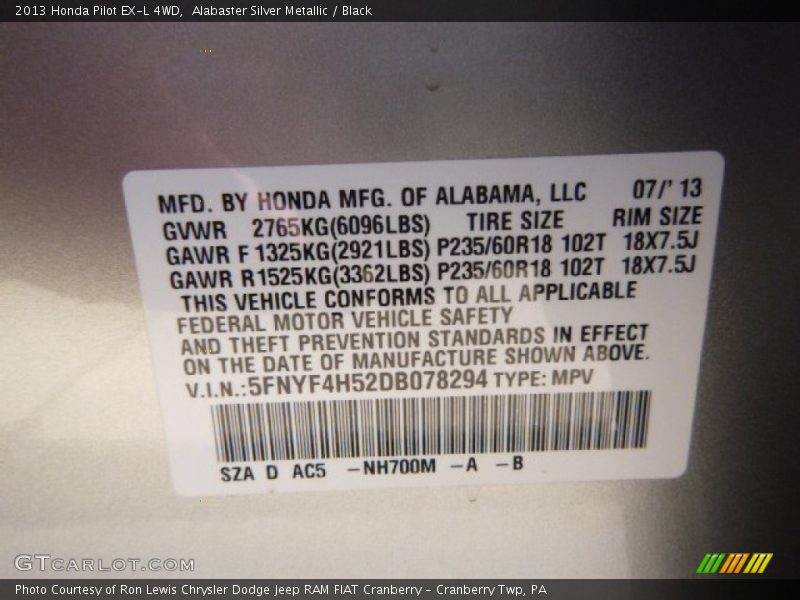 2013 Honda Pilot EX-L 4WD,  Alabaster Silver Metallic / Black
MFD. BY HONDA MFG. OF ALABAMA, LLC 07/' 13
GVWR 2765KG(6096LBS) TIRE SIZE RIM SIZE
GAWR F 1325KG(2921LBS) P235/60R18 102T 18X7.5J
GAWR R1525KG(3362LBS) P235/60R18 102T 18X7.5J
THIS VEHICLE CONFORMS TO ALL APPLICABLE
FEDERAL MOTOR VEHICLE SAFETY
AND THEFT PREVENTION STANDARDS IN EFFECT
ON THE DATE OF MANUFACTURE SHOWN ABOVE.
V.I.N.:5FNYF4H52DB078294 TYPE: MPV
SZA D AC5 -NH700M -A -B
GTCARLOT.COM
Photo Courtesy of Ron Lewis Chrysler Dodge Jeep RAM FIAT Cranberry - Cranberry Twp, PA